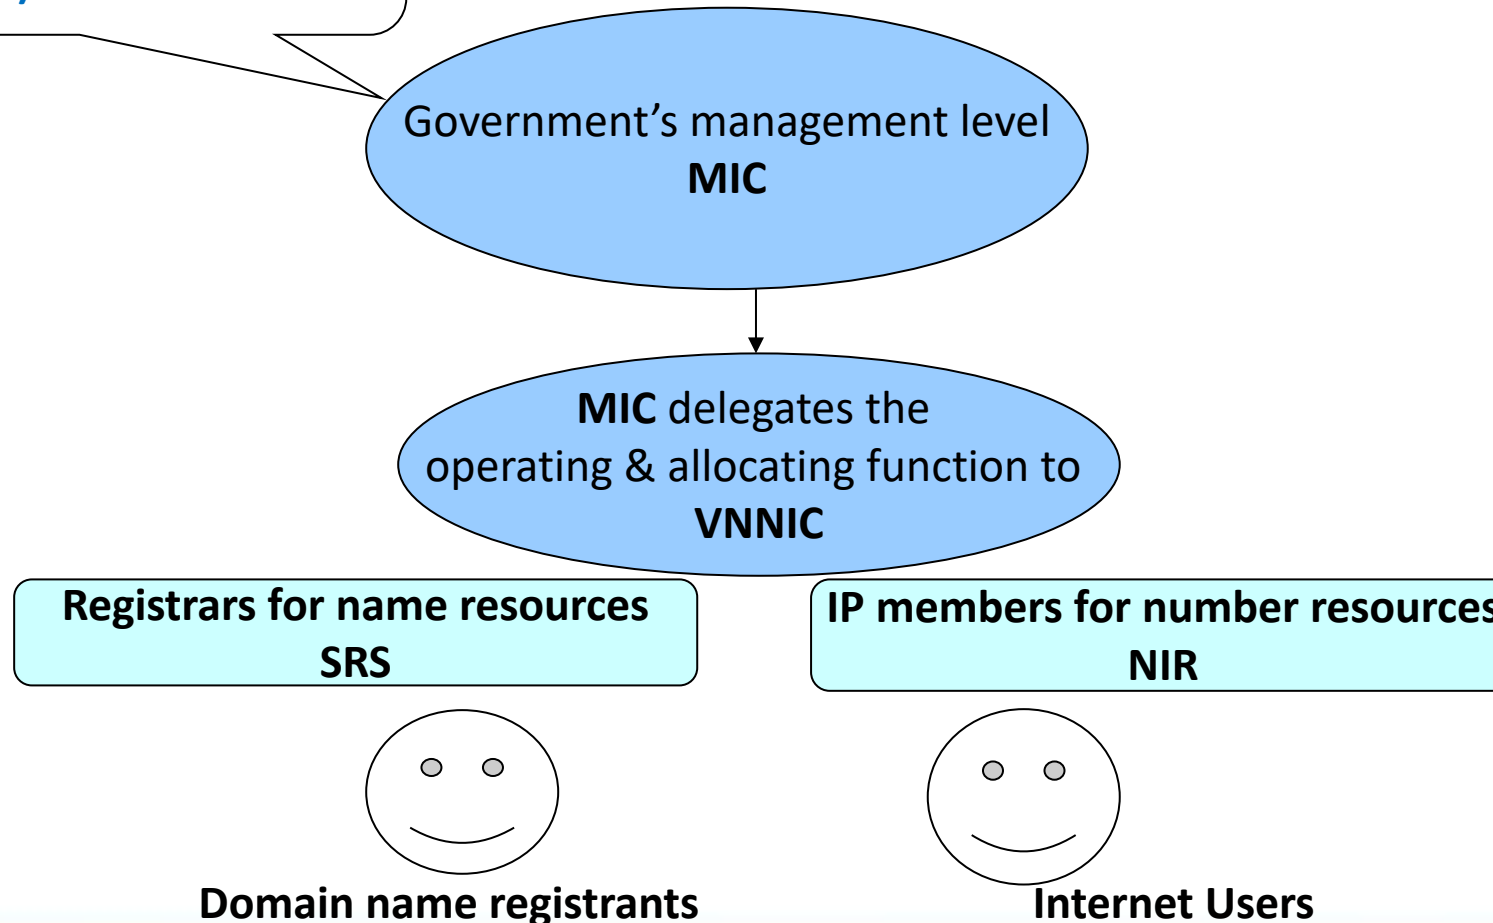 Government’s management level
MIC
MIC delegates the
operating & allocating function to
VNNIC
Registrars for name resources
SRS
IP members for number resources
NIR
Domain name registrants
Internet Users